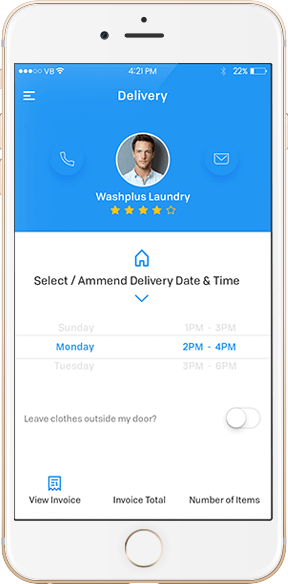 VB 4:21 PM 22%
Delivery
Washplus Laundry
Select / Ammend Delivery Date & Time
Sunday 1PM - 3PM
Monday 2PM - 4PM
Tuesday 3PM - 6PM
Leave clothes outside my door?
View Invoice Invoice Total Number of Items